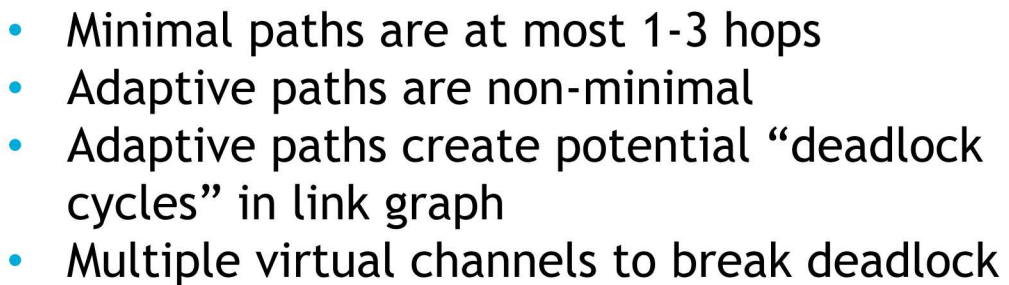 • Minimal paths are at most 1-3 hops
• Adaptive paths are non-minimal
• Adaptive paths create potential “deadlock
cycles” in link graph
• Multiple virtual channels to break deadlock